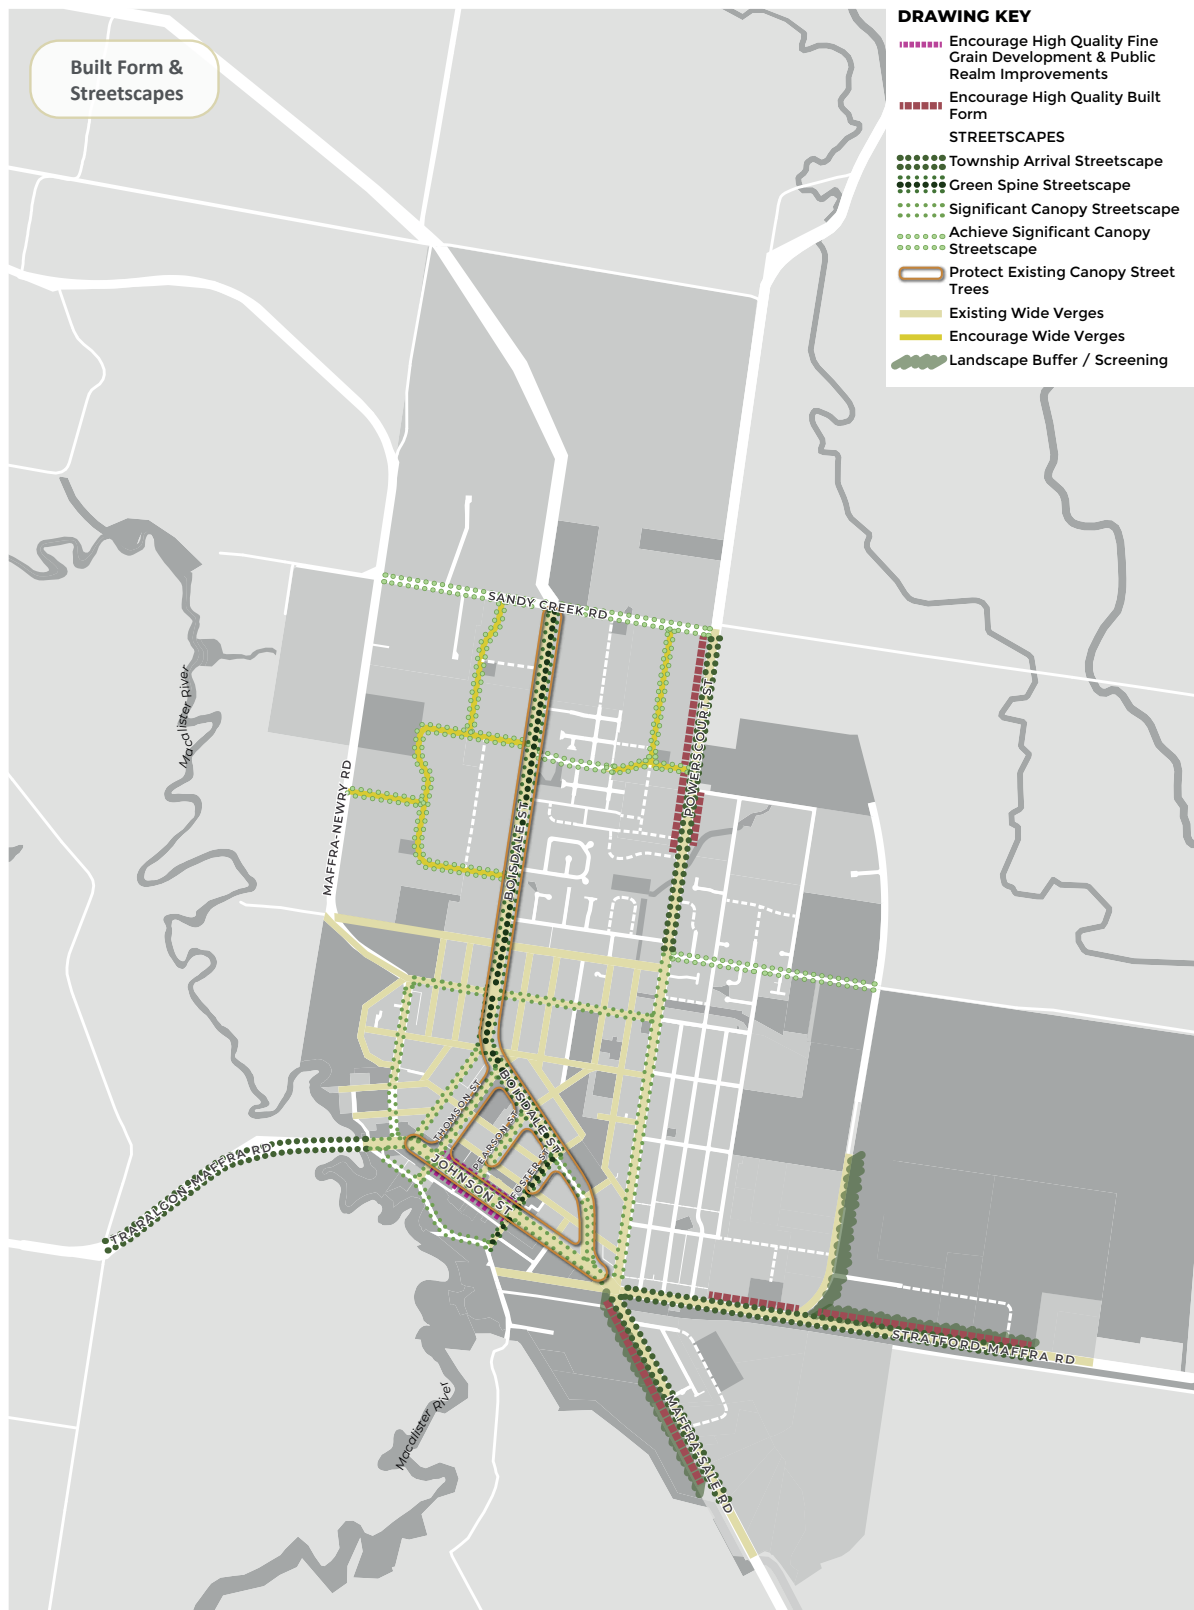 Built Form &
Streetscapes
DRAWING KEY
Encourage High Quality Fine
Grain Development & Public
Realm Improvements
Encourage High Quality Built
Form
STREETSCAPES
Township Arrival Streetscape
Green Spine Streetscape
Significant Canopy Streetscape
Achieve Significant Canopy
Streetscape
Protect Existing Canopy Street
Trees
Existing Wide Verges
Encourage Wide Verges
Landscape Buffer / Screening
SANDY CREEK RD
Macalister River
POWERSCOURT ST
MAFFRA-NEWRY RD
BOISDALE ST
BOISDALE ST
THOMSON ST
PEARSON ST
FOSTER ST
JOHNSON ST
TRARALGON-MAFFRA RD
STRATFORD-MAFFRA RD
MAFFRA-SALE RD
Macalister River